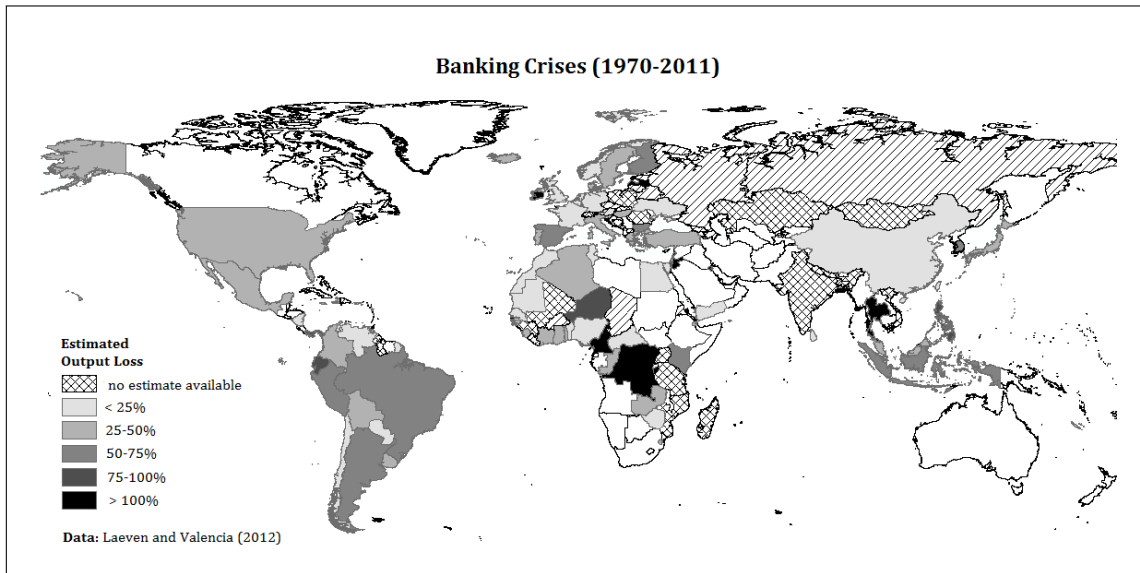 Banking Crises (1970-2011)
Estimated
Output Loss
no estimate available
< 25%
25-50%
50-75%
75-100%
> 100%
Data: Laeven and Valencia (2012)